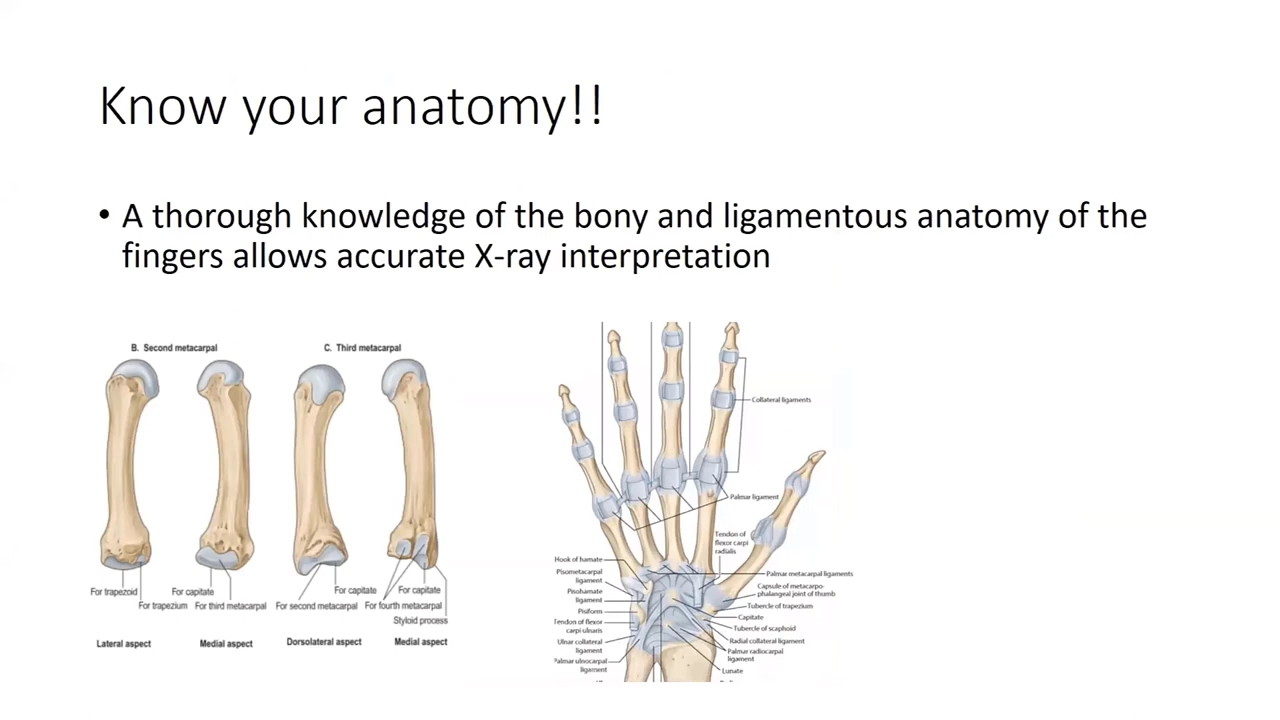 Know your anatomy!!
• A thorough knowledge of the bony and ligamentous anatomy of the
fingers allows accurate X-ray interpretation
B. Second metacarpal
C. Third metacarpal
For trapezoid
For trapezium
For capitate
For third metacarpal
For capitate
For second metacarpal
For capitate
For fourth metacarpal
Styloid process
Lateral aspect
Medial aspect
Dorsolateral aspect
Medial aspect
Collateral ligaments
Palmar ligament
Tendon of
flexor carpi
radialis
Hook of hamate
Pisometacarpal
ligament
Pisohamate
ligament
Pisiform
Tendon of flexor
carpi ulnaris
Ulnar collateral
ligament
Palmar ulnocarpal
ligament
Palmar metacarpal ligaments
Capsule of metacarpo-
phalangeal joint of thumb
Tubercle of trapezium
Capitate
Tubercle of scaphoid
Radial collateral ligament
Palmar radiocarpal
ligament
Lunate